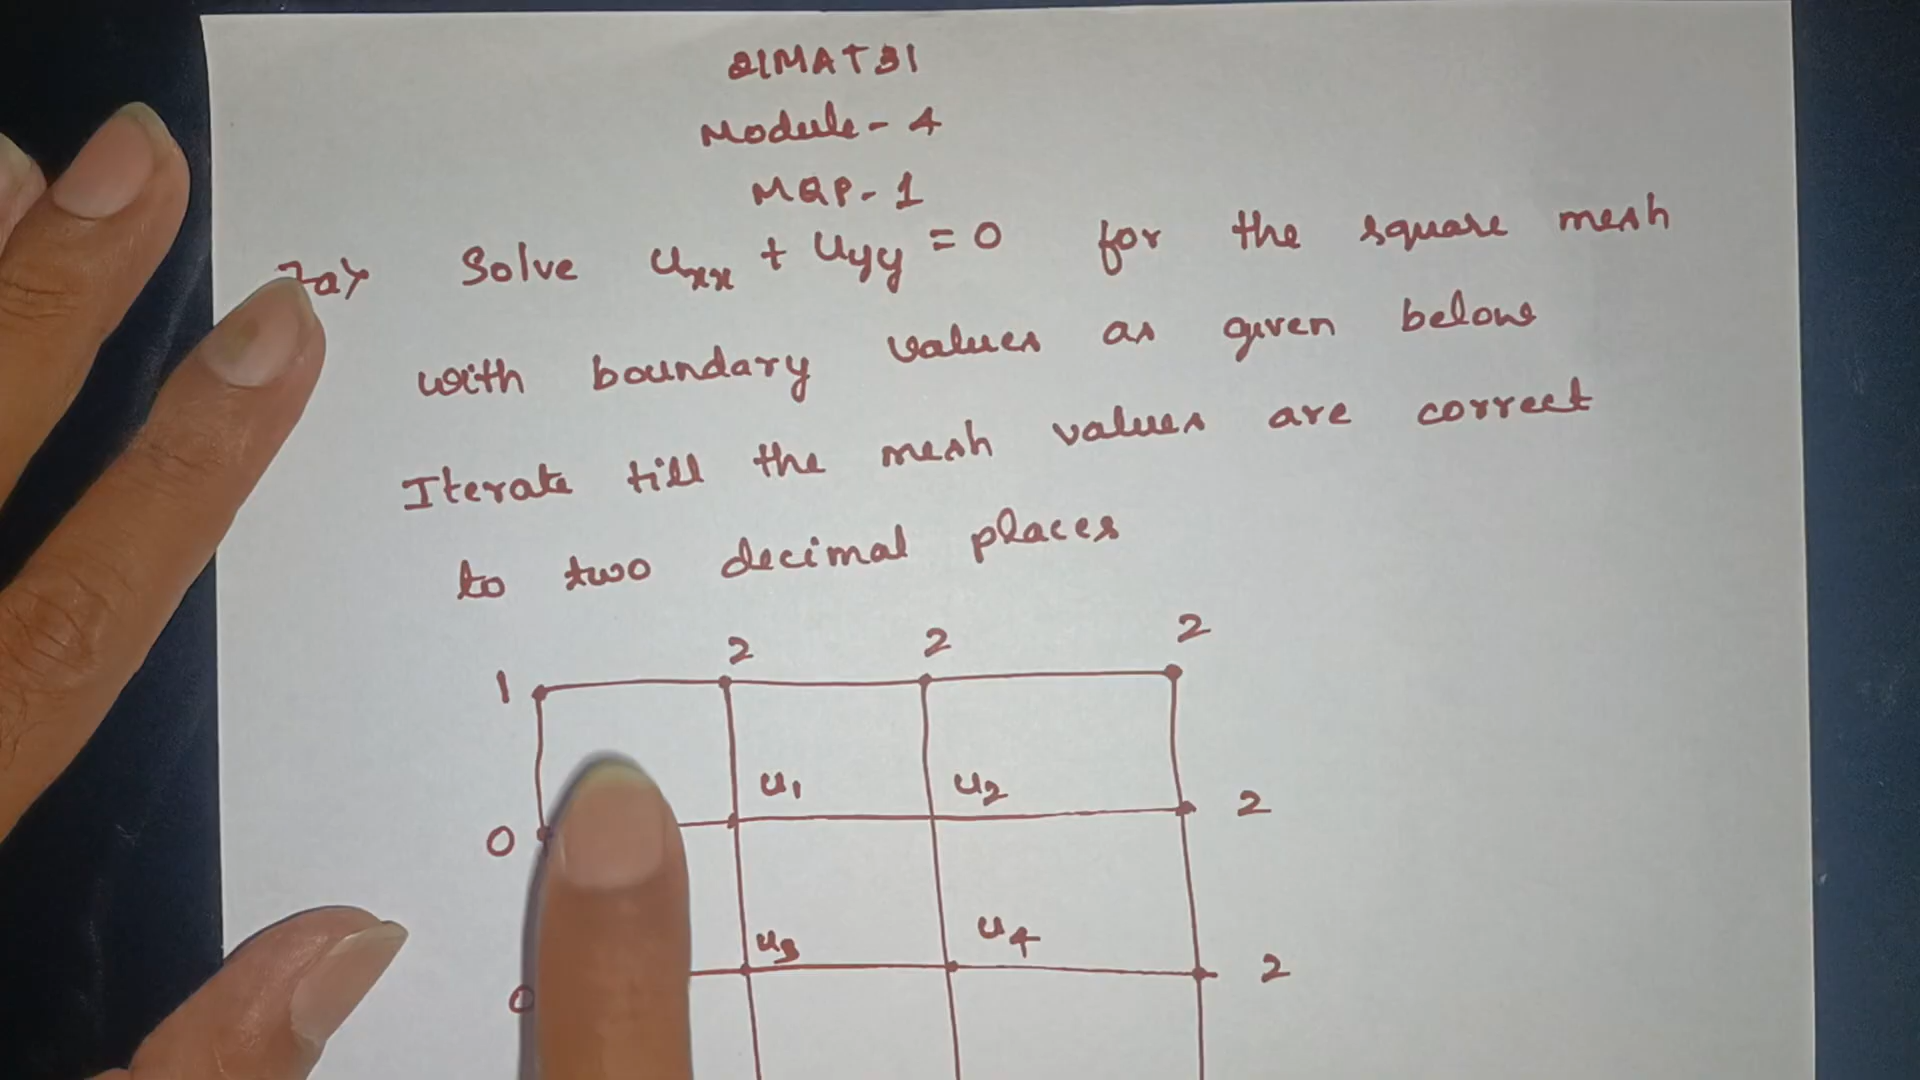 21MAT31
Module-4
MQP-1
7a> Solve uxx + uyy = 0 for the square mesh
with boundary values as given below
Iterate till the mesh values are correct
to two decimal places
1 2 2 2
u1 u2
0 2
u3 u4
0 2